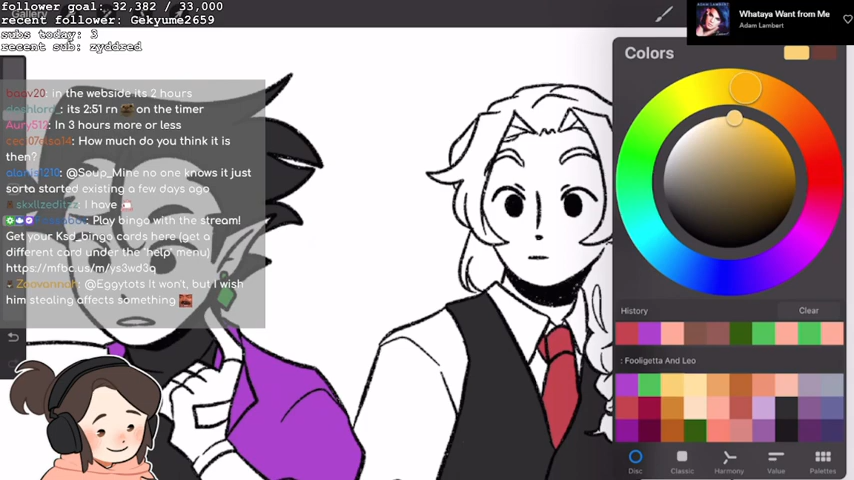 follower goal: 32,382 / 33,000
recent follower: Gekyume2659
subs today: 3
recent sub: zyddred
Gallery
Whataya Want from Me
Adam Lambert
Colors
: in the webside its 2 hours
: its 2:51 rn on the timer
Aury512: In 3 hours more or less
: How much do you think it is
then?
: @Soup_Mine no one knows it just
sorta started existing a few days ago
: I have
: Play bingo with the stream!
Get your Ksd_bingo cards here (get a
different card under the "help" menu)
https://mfbc.us/m/ys3wd3a
Zoovannah: @Eggytots It won't, but I wish
him stealing affects something
History
Clear
: Fooligetta And Leo
Disc
Classic
Harmony
Value
Palettes